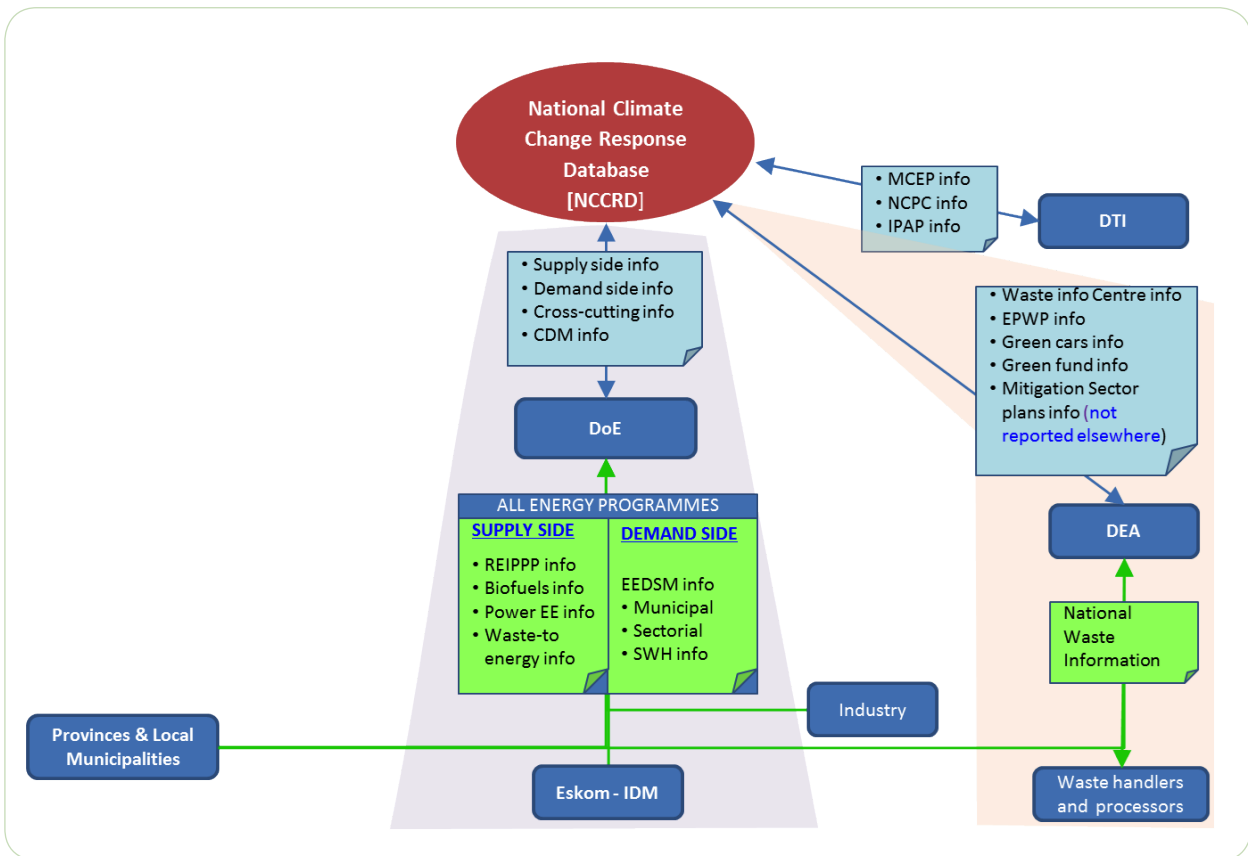 National Climate
Change Response
Database
[NCCRD]
• MCEP info
• NCPC info
• IPAP info
DTI
• Supply side info
• Demand side info
• Cross-cutting info
• CDM info
• Waste info Centre info
• EPWP info
• Green cars info
• Green fund info
• Mitigation Sector
plans info (not
reported elsewhere)
DoE
ALL ENERGY PROGRAMMES
SUPPLY SIDE
• REIPPP info
• Biofuels info
• Power EE info
• Waste-to
energy info
DEMAND SIDE
EEDSM info
• Municipal
• Sectorial
• SWH info
DEA
National
Waste
Information
Industry
Provinces & Local
Municipalities
Eskom - IDM
Waste handlers
and processors